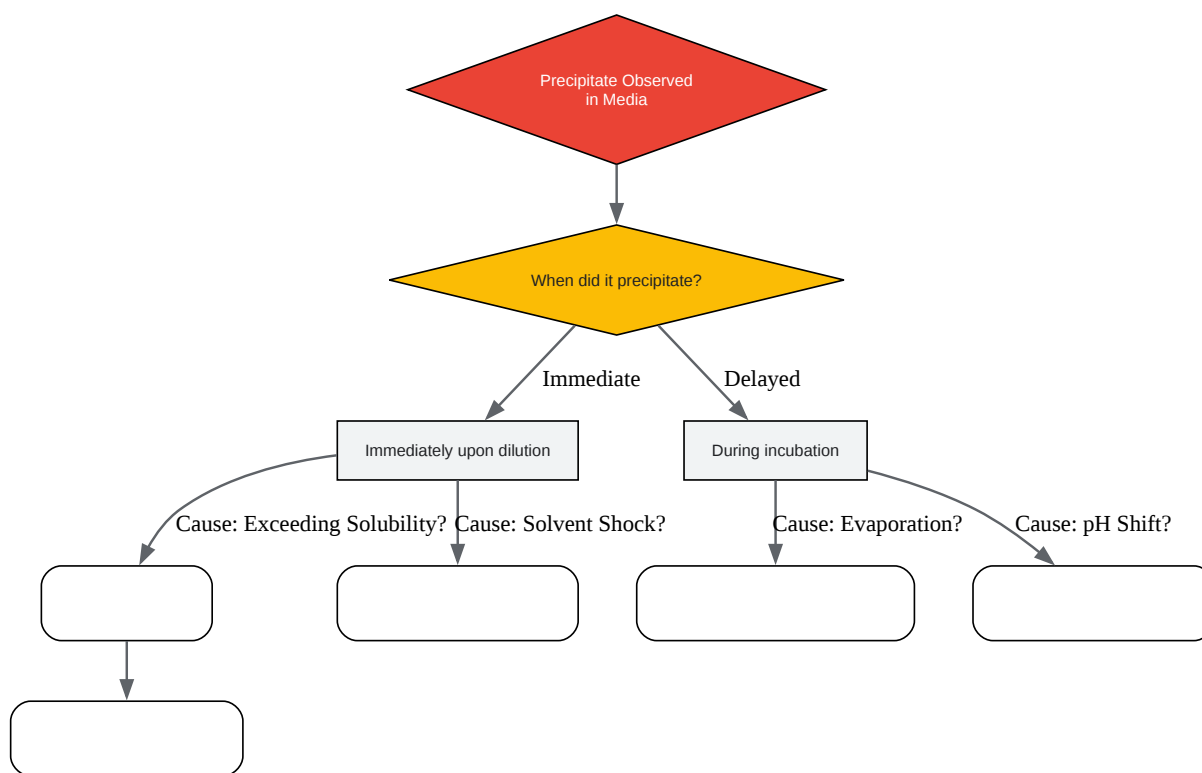 Precipitate Observed
in Media
When did it precipitate?
Immediate
Delayed
Immediately upon dilution
During incubation
Cause: Exceeding Solubility?
Cause: Solvent Shock?
Cause: Evaporation?
Cause: pH Shift?